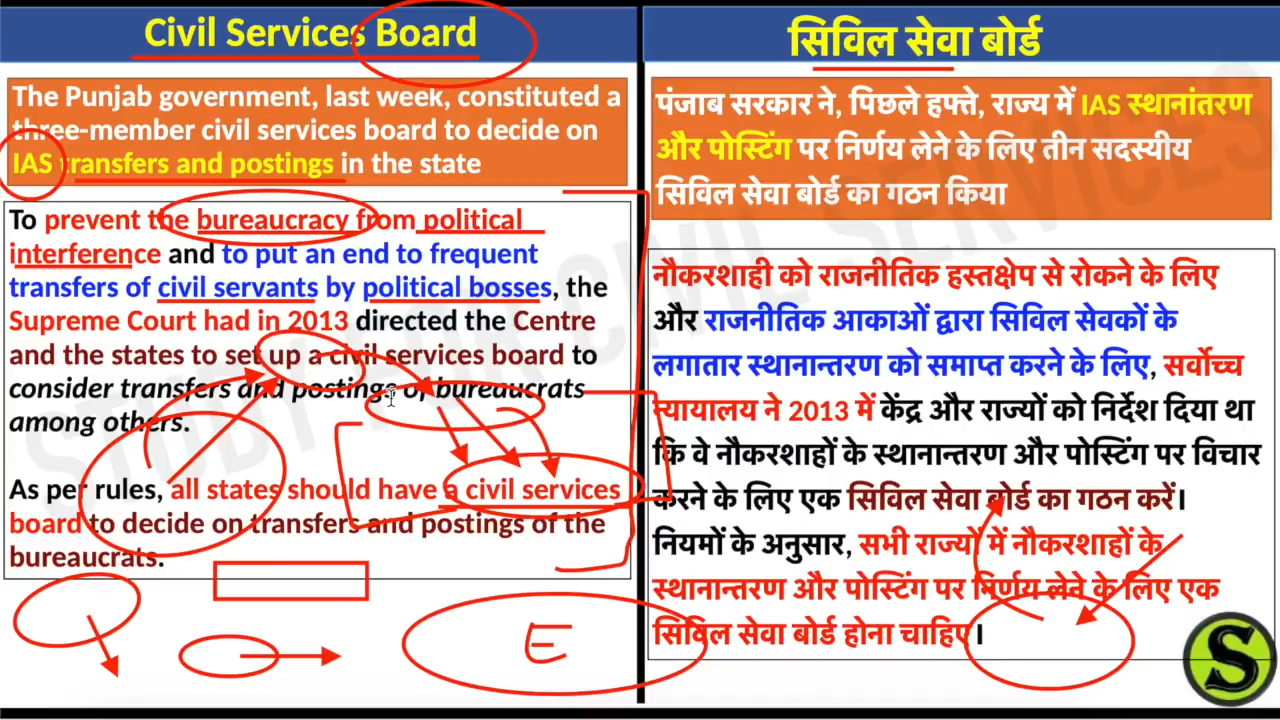 Civil Services Board
The Punjab government, last week, constituted a
three-member civil services board to decide on
IAS transfers and postings in the state
To prevent the bureaucracy from political
interference and to put an end to frequent
transfers of civil servants by political bosses, the
Supreme Court had in 2013 directed the Centre
and the states to set up a civil services board to
consider transfers and postings of bureaucrats
among others.
As per rules, all states should have a civil services
board to decide on transfers and postings of the
bureaucrats.
E
सिविल सेवा बोर्ड
पंजाब सरकार ने, पिछले हफ्ते, राज्य में IAS स्थानांतरण
और पोस्टिंग पर निर्णय लेने के लिए तीन सदस्यीय
सिविल सेवा बोर्ड का गठन किया
नौकरशाही को राजनीतिक हस्तक्षेप से रोकने के लिए
और राजनीतिक आकाओं द्वारा सिविल सेवकों के
लगातार स्थानान्तरण को समाप्त करने के लिए, सर्वोच्च
न्यायालय ने 2013 में केंद्र और राज्यों को निर्देश दिया था
कि वे नौकरशाहों के स्थानान्तरण और पोस्टिंग पर विचार
करने के लिए एक सिविल सेवा बोर्ड का गठन करें।
नियमों के अनुसार, सभी राज्यों में नौकरशाहों के
स्थानान्तरण और पोस्टिंग पर निर्णय लेने के लिए एक
सिविल सेवा बोर्ड होना चाहिए।
STUDY FOR CIVIL SERVICES
S